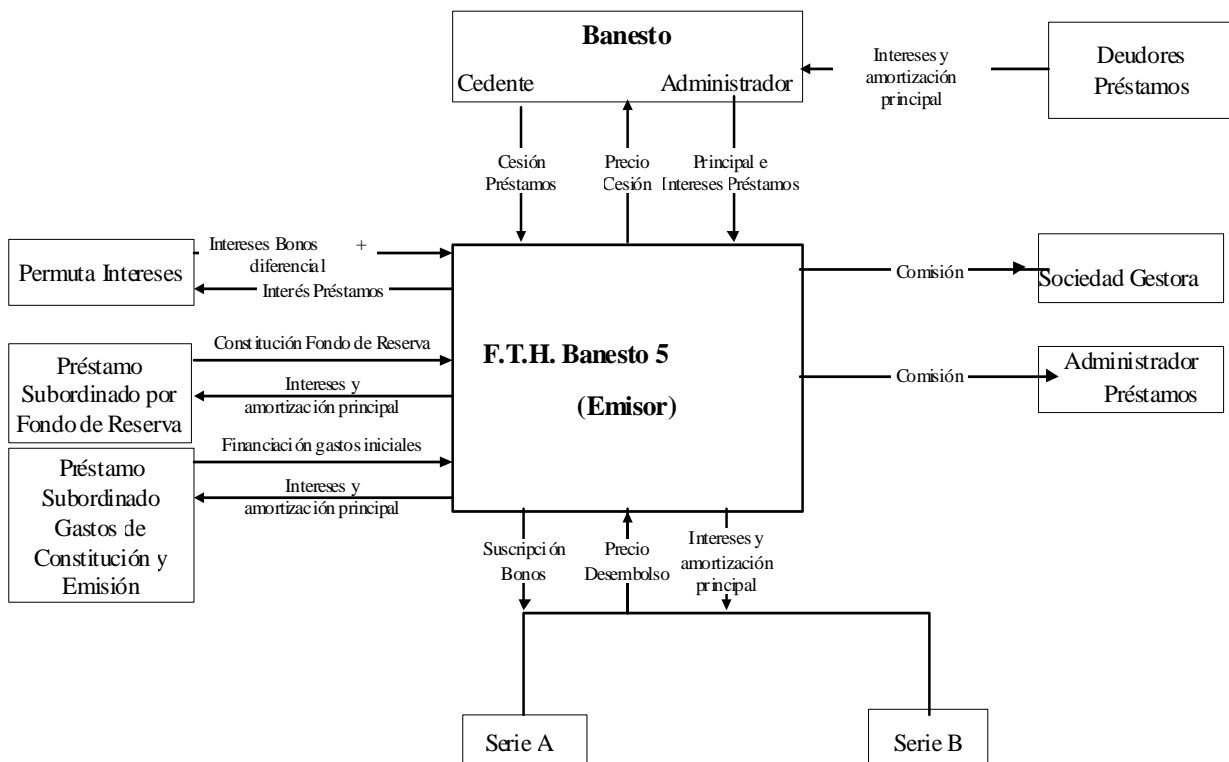 Banesto
Cedente
Administrador
Intereses y
amortización
principal
Deudores
Préstamos
Cesión
Préstamos
Precio
Cesión
Principal e
Intereses Préstamos
Permuta Intereses
Intereses Bonos +
diferencial
Interés Préstamos
Comisión
Sociedad Gestora
Préstamo
Subordinado por
Fondo de Reserva
Constitución Fondo de Reserva
Intereses y
amortización principal
F.T.H. Banesto 5
(Emisor)
Comisión
Administrador
Préstamos
Préstamo
Subordinado
Gastos de
Constitución y
Emisión
Financiación gastos iniciales
Intereses y
amortización principal
Suscripción
Bonos
Precio
Desembolso
Intereses y
amortización
principal
Serie A
Serie B